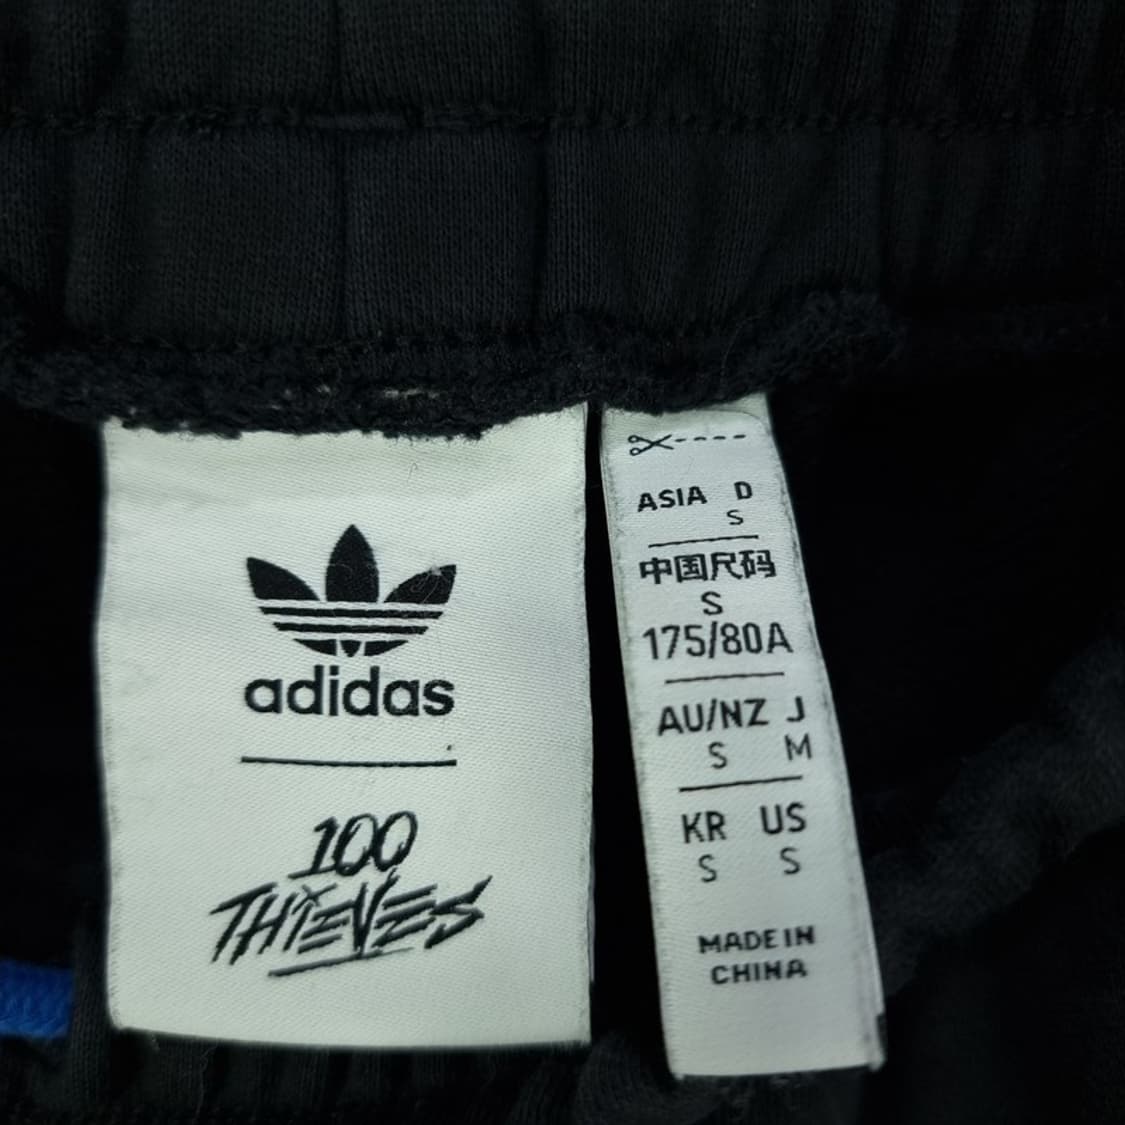 adidas
100
THIEVES
ASIA D
S
中国尺码
S
175/80A
AU/NZ J
S M
KR US
S S
MADE IN
CHINA